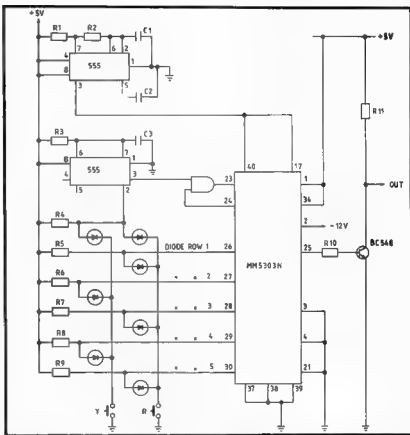 +5V
R1 R2 C1
7 6 2
4
8
555
1
3 5
C2
R3 C3
6 7
8
4
555
1
3
5 2
R4
R5
R6
R7
R8
R9
DIODE ROW 1
" " 2
" " 3
" " 4
" " 5
Y R
40 17
23
24
26
27
28
29
30
MM5303N
1
34
2
25
3
4
21
37 38 39
-12V
+5V
R11
OUT
R10
BC548